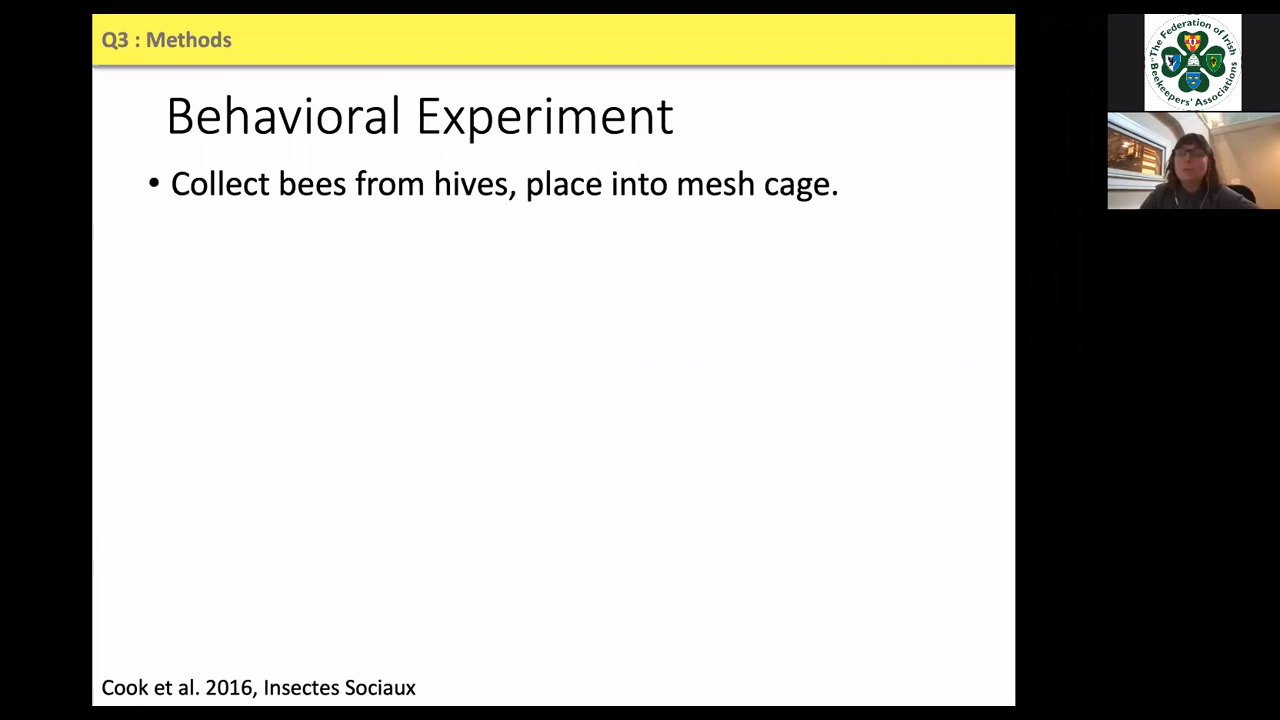 Q3 : Methods
Behavioral Experiment
• Collect bees from hives, place into mesh cage.
Cook et al. 2016, Insectes Sociaux
The Federation of Irish
Beekeepers' Associations